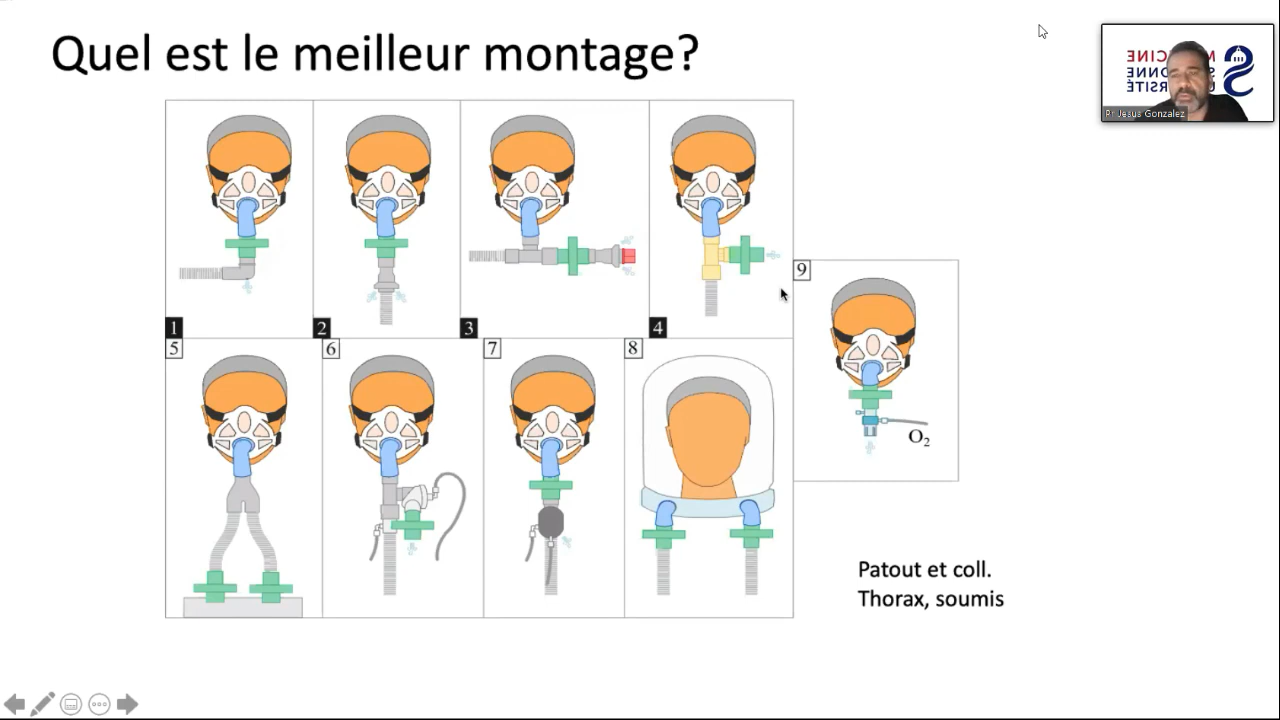 Quel est le meilleur montage?
Pr Jesus Gonzalez
1
2
3
4
9
5
6
7
8
O2
Patout et coll.
Thorax, soumis